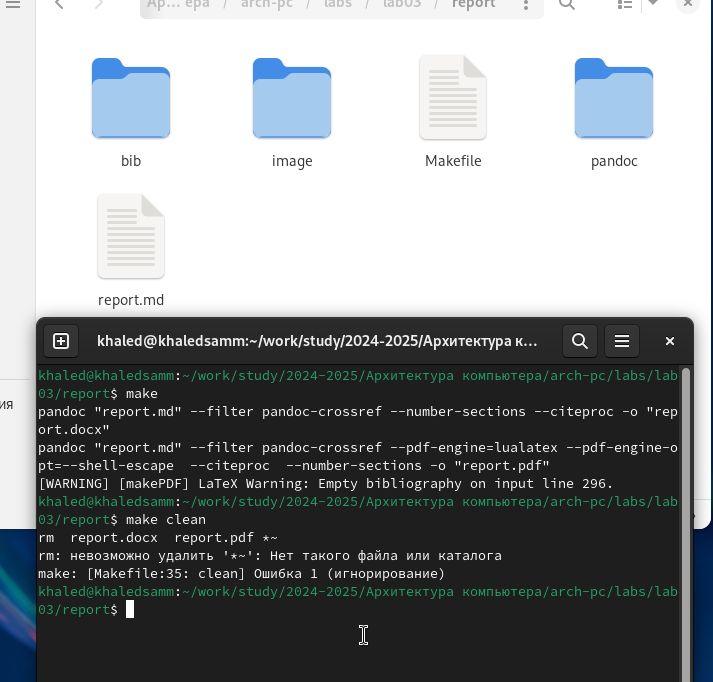 Ар... ера / arch-pc / labs / lab03 / report
bib
image
Makefile
pandoc
report.md
ия
khaled@khaledsamm:~/work/study/2024-2025/Архитектура к...
khaled@khaledsamm:~/work/study/2024-2025/Архитектура компьютера/arch-pc/labs/lab
03/report$ make
pandoc "report.md" --filter pandoc-crossref --number-sections --citeproc -o "rep
ort.docx"
pandoc "report.md" --filter pandoc-crossref --pdf-engine=lualatex --pdf-engine-o
pt=--shell-escape  --citeproc  --number-sections -o "report.pdf"
[WARNING] [makePDF] LaTeX Warning: Empty bibliography on input line 296.
khaled@khaledsamm:~/work/study/2024-2025/Архитектура компьютера/arch-pc/labs/lab
03/report$ make clean
rm  report.docx  report.pdf *~
rm: невозможно удалить '*~': Нет такого файла или каталога
make: [Makefile:35: clean] Ошибка 1 (игнорирование)
khaled@khaledsamm:~/work/study/2024-2025/Архитектура компьютера/arch-pc/labs/lab
03/report$